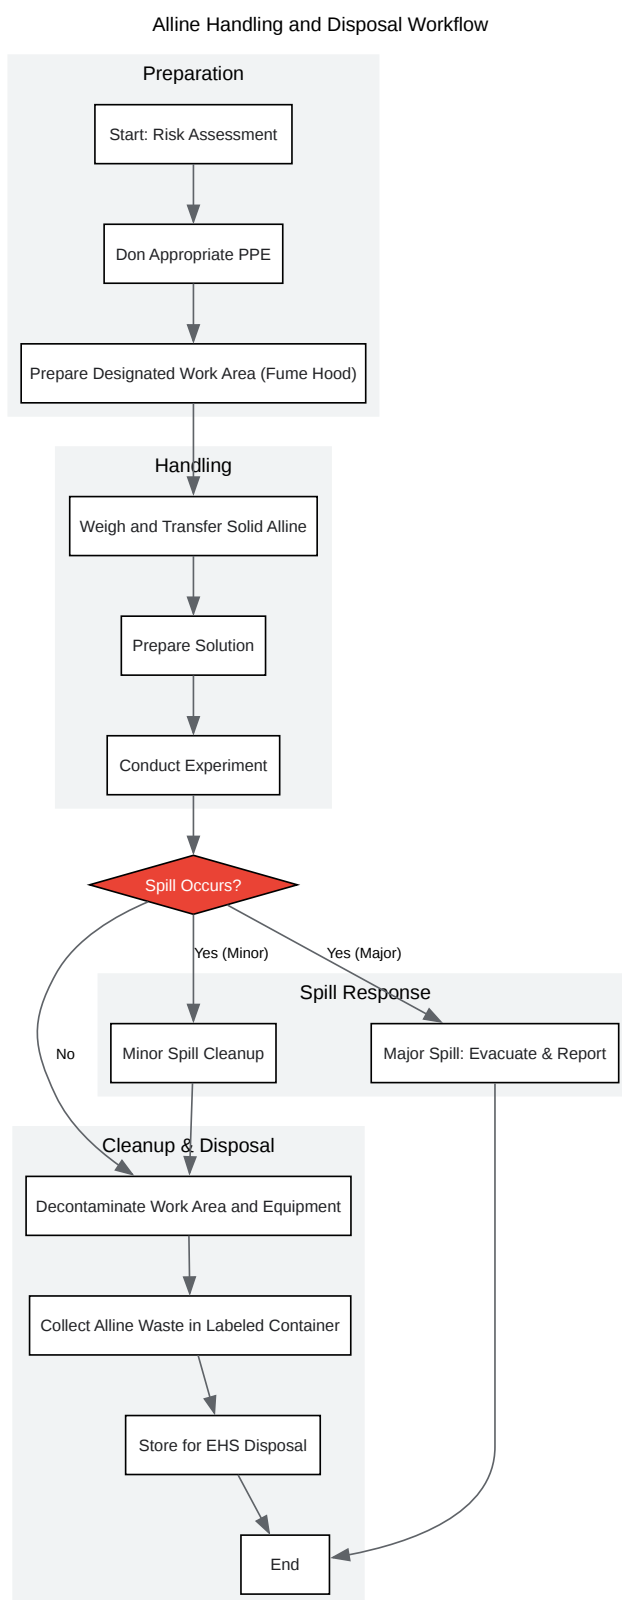 Alline Handling and Disposal Workflow
Preparation
Start: Risk Assessment
Don Appropriate PPE
Prepare Designated Work Area (Fume Hood)
Handling
Weigh and Transfer Solid Alline
Prepare Solution
Conduct Experiment
Spill Occurs?
Yes (Minor)
Yes (Major)
Spill Response
No
Minor Spill Cleanup
Major Spill: Evacuate & Report
Cleanup & Disposal
Decontaminate Work Area and Equipment
Collect Alline Waste in Labeled Container
Store for EHS Disposal
End